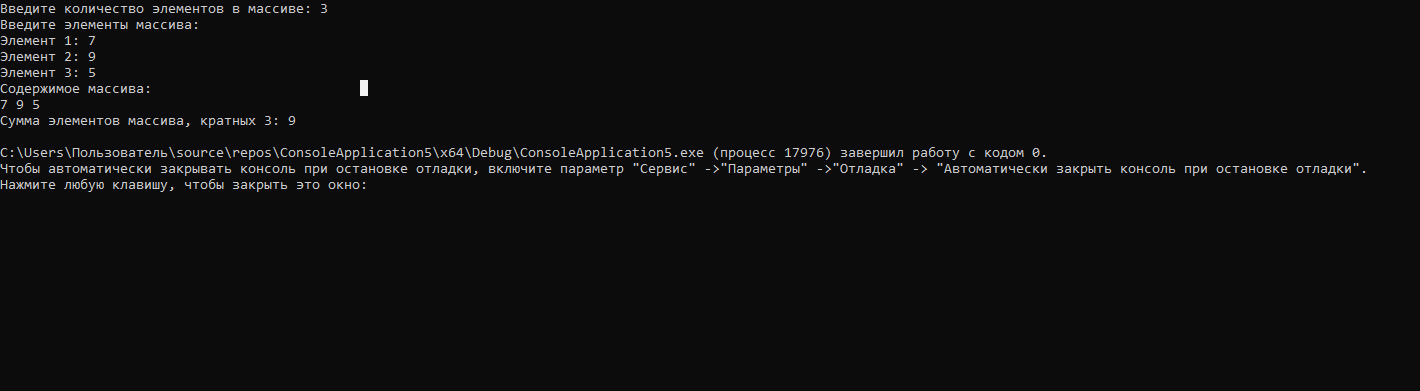 Введите количество элементов в массиве: 3
Введите элементы массива:
Элемент 1: 7
Элемент 2: 9
Элемент 3: 5
Содержимое массива:
7 9 5
Сумма элементов массива, кратных 3: 9
C:\Users\Пользователь\source\repos\ConsoleApplication5\x64\Debug\ConsoleApplication5.exe (процесс 17976) завершил работу с кодом 0.
Чтобы автоматически закрывать консоль при остановке отладки, включите параметр "Сервис" ->"Параметры" ->"Отладка" -> "Автоматически закрыть консоль при остановке отладки".
Нажмите любую клавишу, чтобы закрыть это окно: